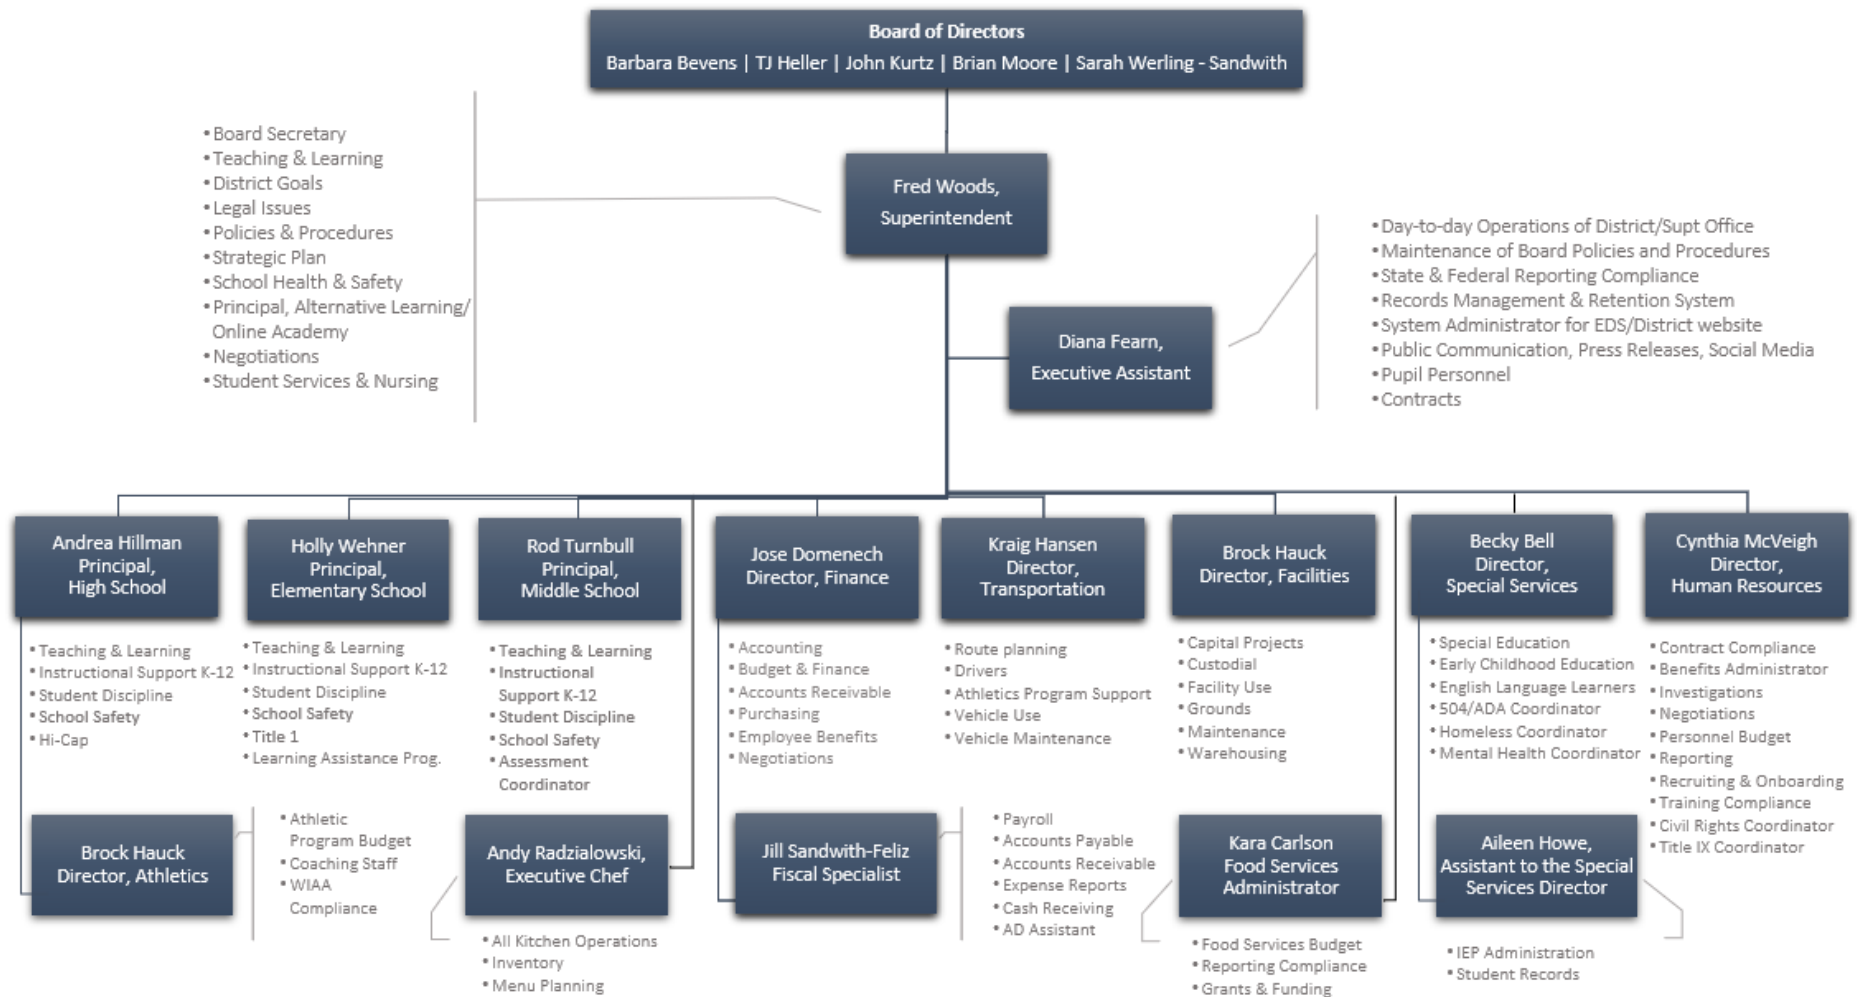 Board of Directors
Barbara Bevens | TJ Heller | John Kurtz | Brian Moore | Sarah Werling - Sandwith
Fred Woods,
Superintendent
•Board Secretary
•Teaching & Learning
•District Goals
•Legal Issues
•Policies & Procedures
•Strategic Plan
•School Health & Safety
•Principal, Alternative Learning/
Online Academy
•Negotiations
•Student Services & Nursing
Diana Fearn,
Executive Assistant
•Day-to-day Operations of District/Supt Office
•Maintenance of Board Policies and Procedures
•State & Federal Reporting Compliance
•Records Management & Retention System
•System Administrator for EDS/District website
•Public Communication, Press Releases, Social Media
•Pupil Personnel
•Contracts
Andrea Hillman
Principal,
High School
•Teaching & Learning
•Instructional Support K-12
•Student Discipline
•School Safety
•Hi-Cap
Holly Wehner
Principal,
Elementary School
•Teaching & Learning
•Instructional Support K-12
•Student Discipline
•School Safety
•Title 1
•Learning Assistance Prog.
Rod Turnbull
Principal,
Middle School
•Teaching & Learning
•Instructional
Support K-12
•Student Discipline
•School Safety
•Assessment
Coordinator
Jose Domenech
Director, Finance
•Accounting
•Budget & Finance
•Accounts Receivable
•Purchasing
•Employee Benefits
•Negotiations
Kraig Hansen
Director,
Transportation
•Route planning
•Drivers
•Athletics Program Support
•Vehicle Use
•Vehicle Maintenance
Brock Hauck
Director, Facilities
•Capital Projects
•Custodial
•Facility Use
•Grounds
•Maintenance
•Warehousing
Becky Bell
Director,
Special Services
•Special Education
•Early Childhood Education
•English Language Learners
•504/ADA Coordinator
•Homeless Coordinator
•Mental Health Coordinator
Cynthia McVeigh
Director,
Human Resources
•Contract Compliance
•Benefits Administrator
•Investigations
•Negotiations
•Personnel Budget
•Reporting
•Recruiting & Onboarding
•Training Compliance
•Civil Rights Coordinator
•Title IX Coordinator
Brock Hauck
Director, Athletics
•Athletic
Program Budget
•Coaching Staff
•WIAA
Compliance
Andy Radzialowski,
Executive Chef
•All Kitchen Operations
•Inventory
•Menu Planning
Jill Sandwith-Feliz
Fiscal Specialist
•Payroll
•Accounts Payable
•Accounts Receivable
•Expense Reports
•Cash Receiving
•AD Assistant
Kara Carlson
Food Services
Administrator
•Food Services Budget
•Reporting Compliance
•Grants & Funding
Aileen Howe,
Assistant to the Special
Services Director
•IEP Administration
•Student Records